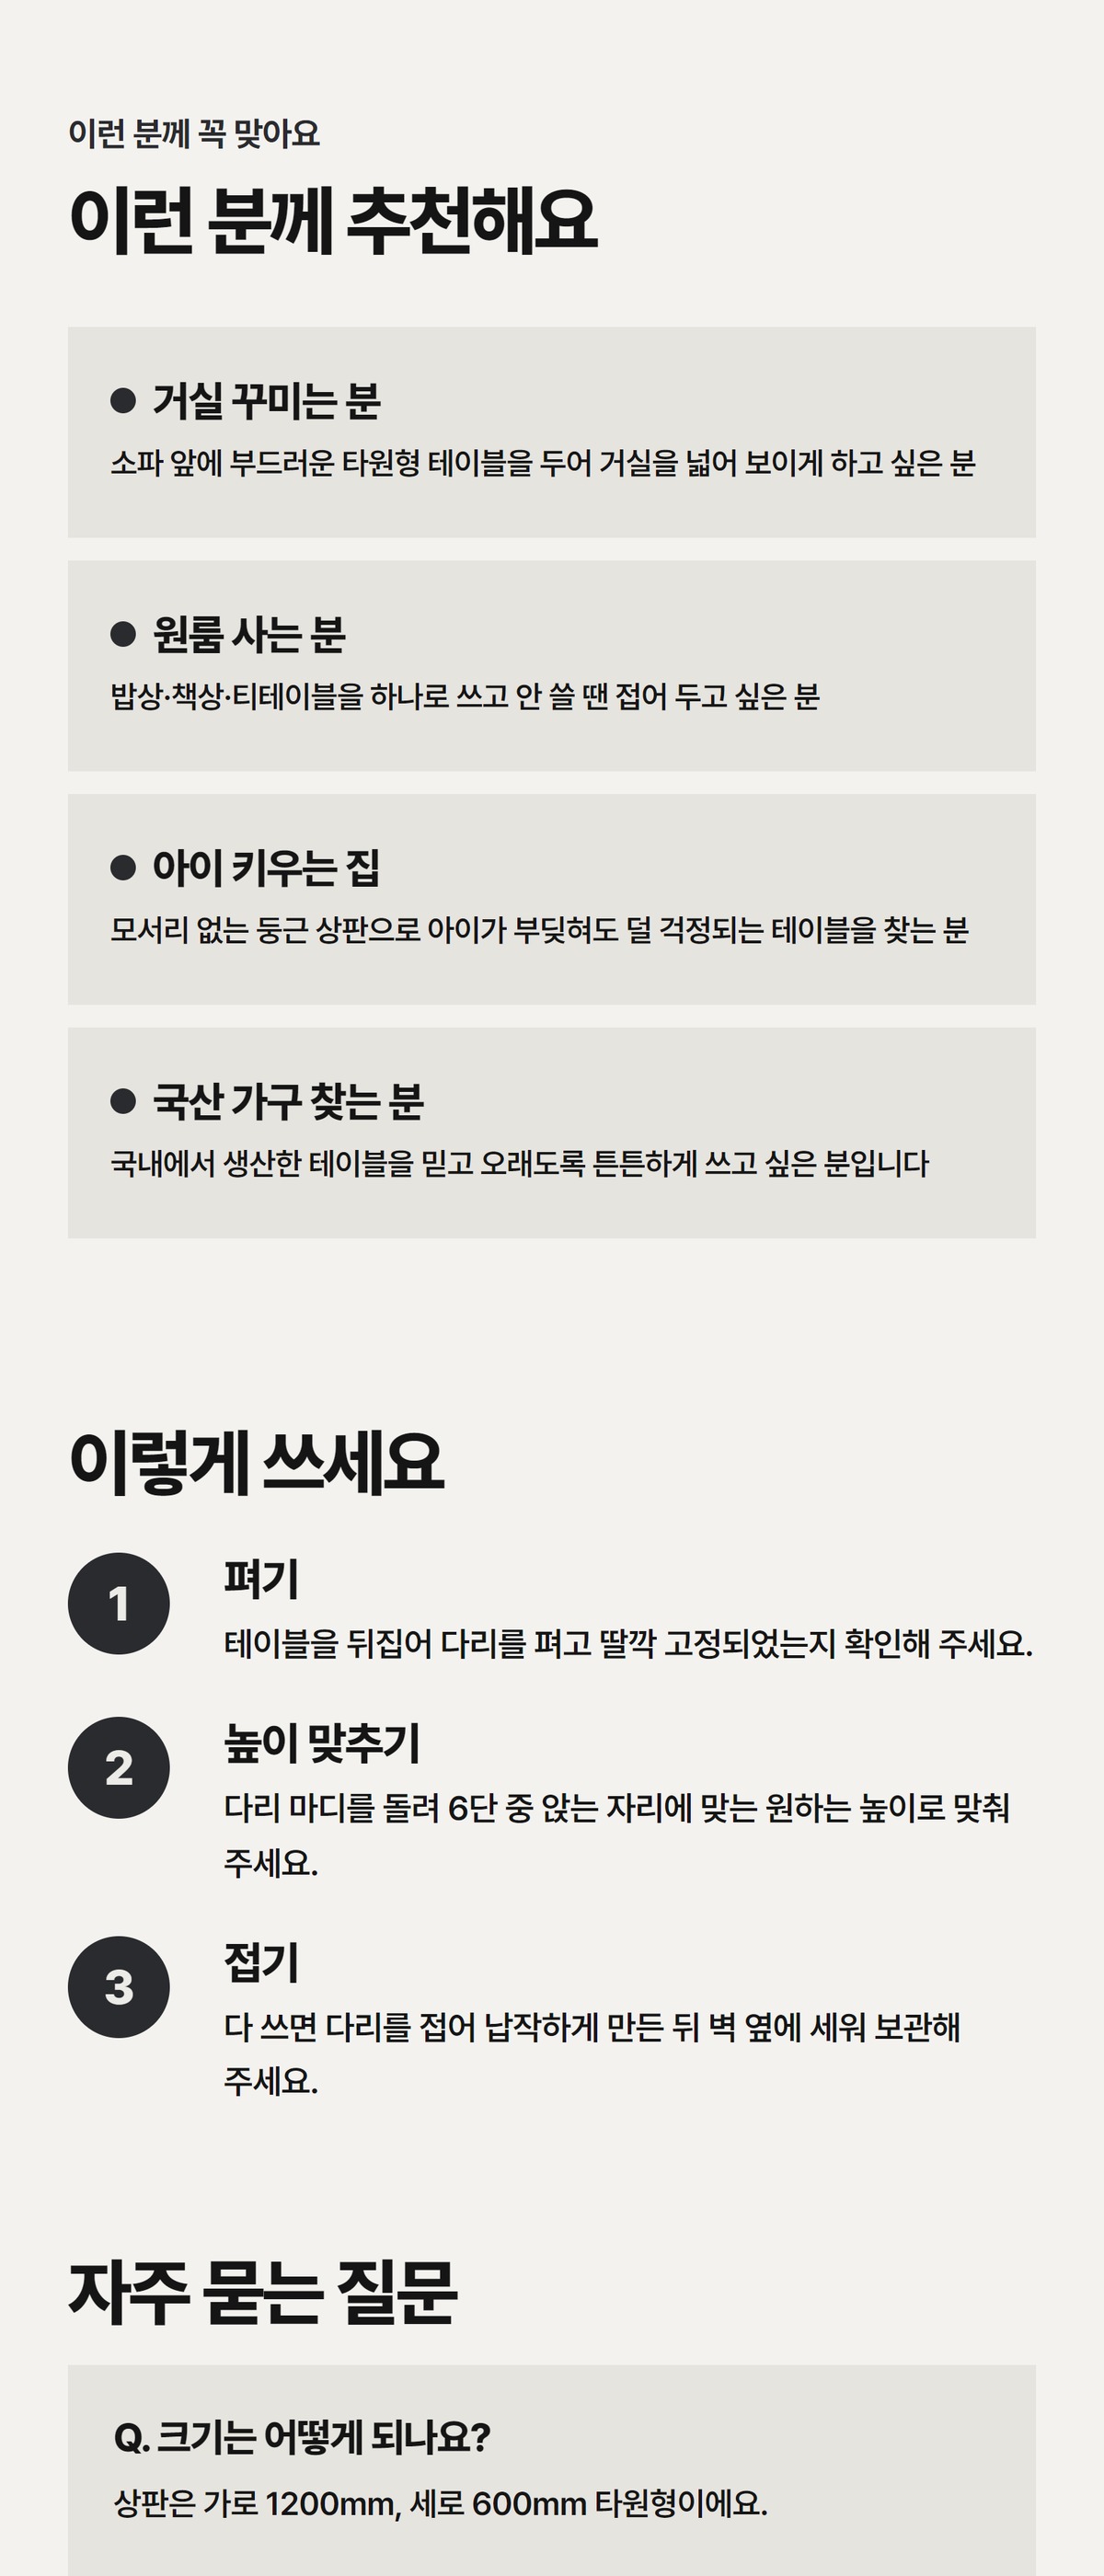 이런 분께 꼭 맞아요
이런 분께 추천해요
거실 꾸미는 분
소파 앞에 부드러운 타원형 테이블을 두어 거실을 넓어 보이게 하고 싶은 분
원룸 사는 분
밥상·책상·티테이블을 하나로 쓰고 안 쓸 땐 접어 두고 싶은 분
아이 키우는 집
모서리 없는 둥근 상판으로 아이가 부딪혀도 덜 걱정되는 테이블을 찾는 분
국산 가구 찾는 분
국내에서 생산한 테이블을 믿고 오래도록 튼튼하게 쓰고 싶은 분입니다
이렇게 쓰세요
1
펴기
테이블을 뒤집어 다리를 펴고 딸깍 고정되었는지 확인해 주세요.
2
높이 맞추기
다리 마디를 돌려 6단 중 앉는 자리에 맞는 원하는 높이로 맞춰
주세요.
3
접기
다 쓰면 다리를 접어 납작하게 만든 뒤 벽 옆에 세워 보관해
주세요.
자주 묻는 질문
Q. 크기는 어떻게 되나요?
상판은 가로 1200mm, 세로 600mm 타원형이에요.